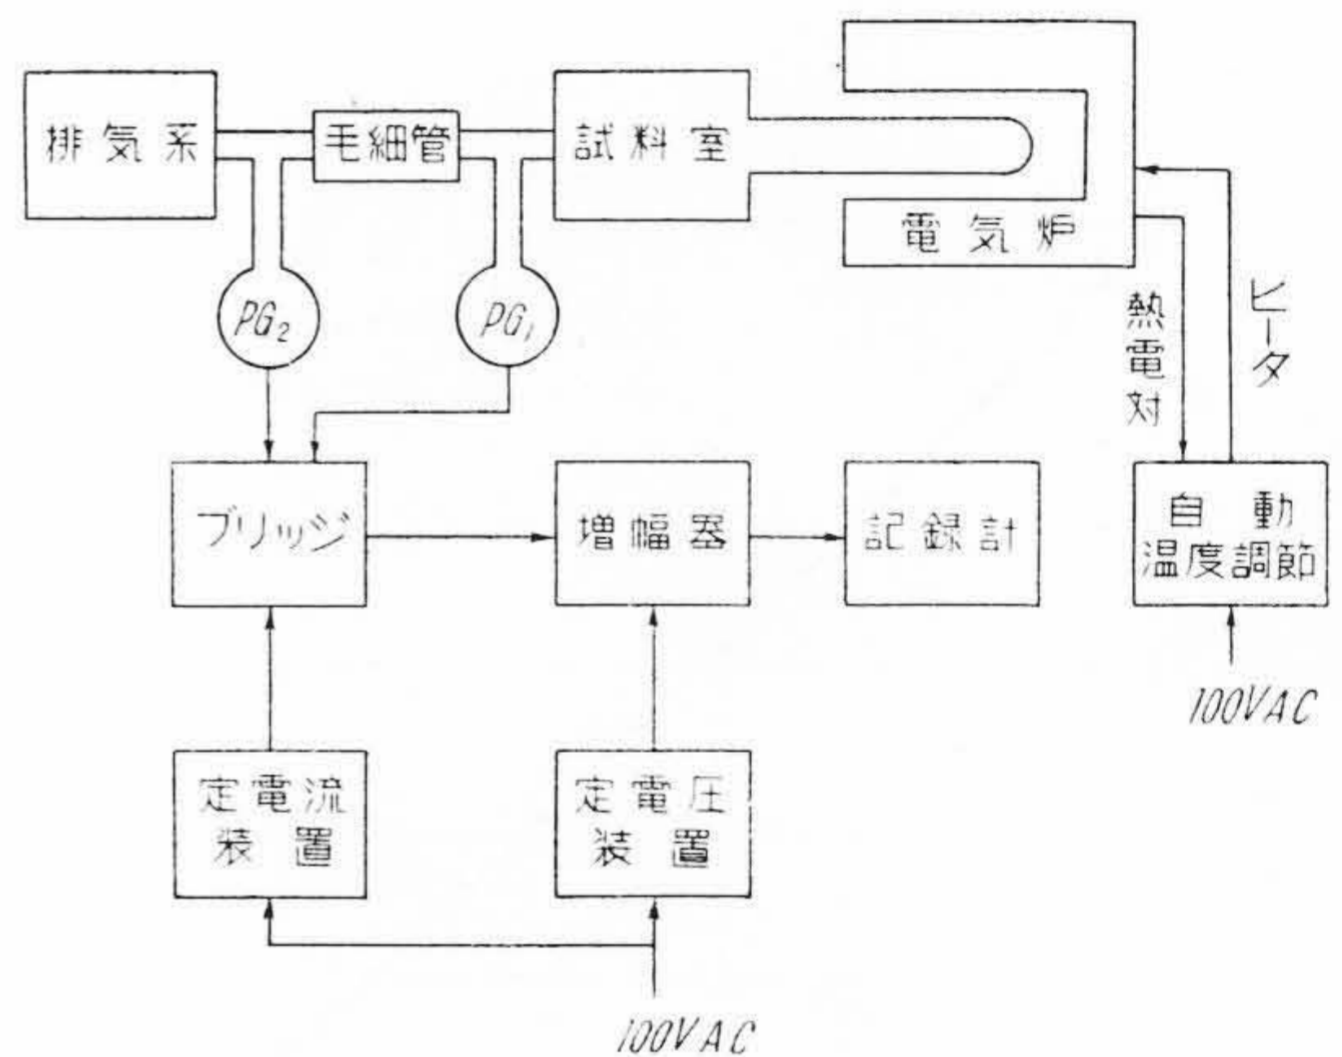 排気系
毛細管
試料室
電気炉
PG2
PG1
熱電対
ヒータ
ブリッジ
増幅器
記録計
自動
温度調節
100VAC
定電流
装置
定電圧
装置
100VAC